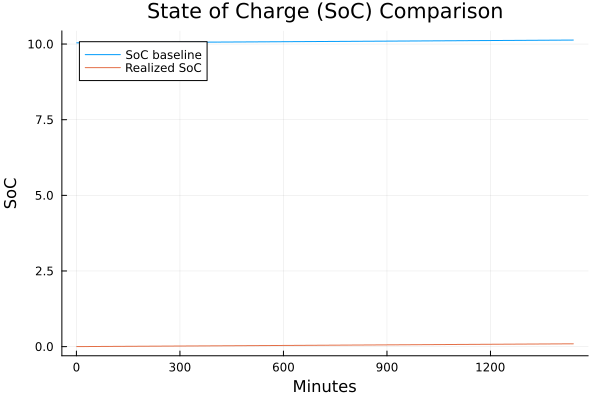 State of Charge (SoC) Comparison
10.0
SoC baseline
Realized SoC
7.5
SoC
5.0
2.5
0.0
0 300 600 900 1200
Minutes